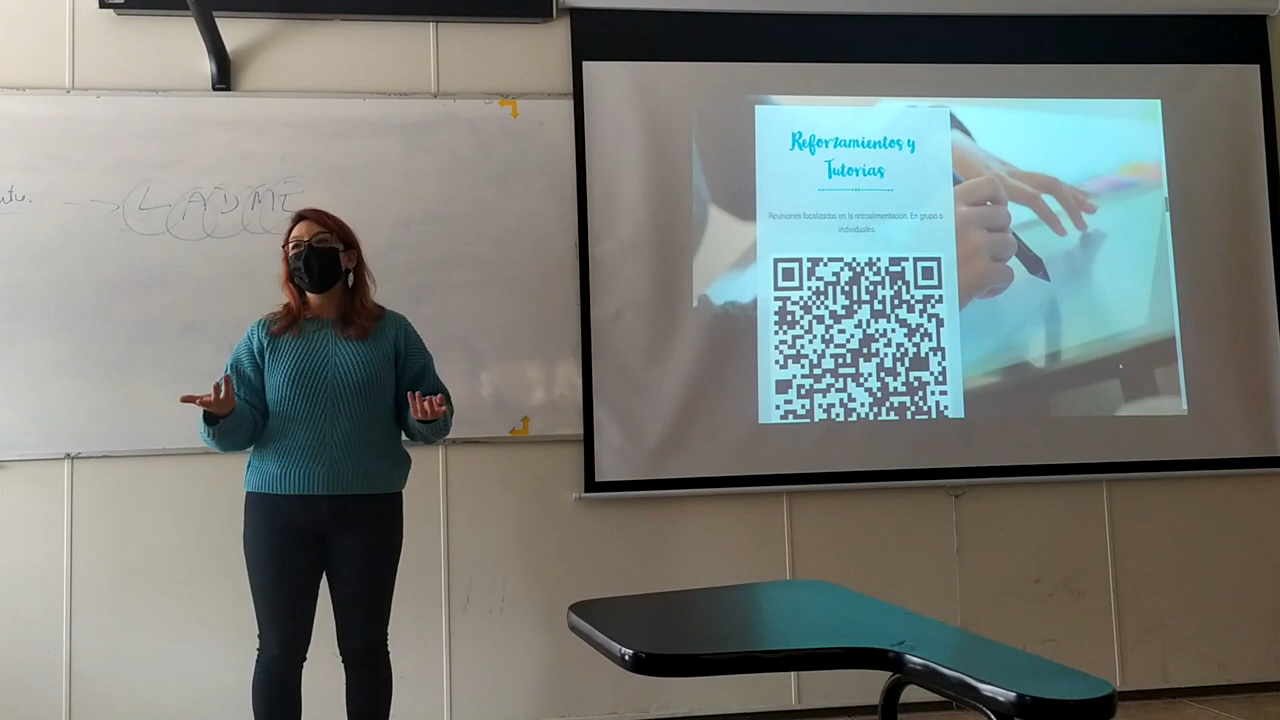 LADME
Reforzamientos y
Tutorías
Reuniones focalizadas en la retroalimentación. En grupo o
individuales.